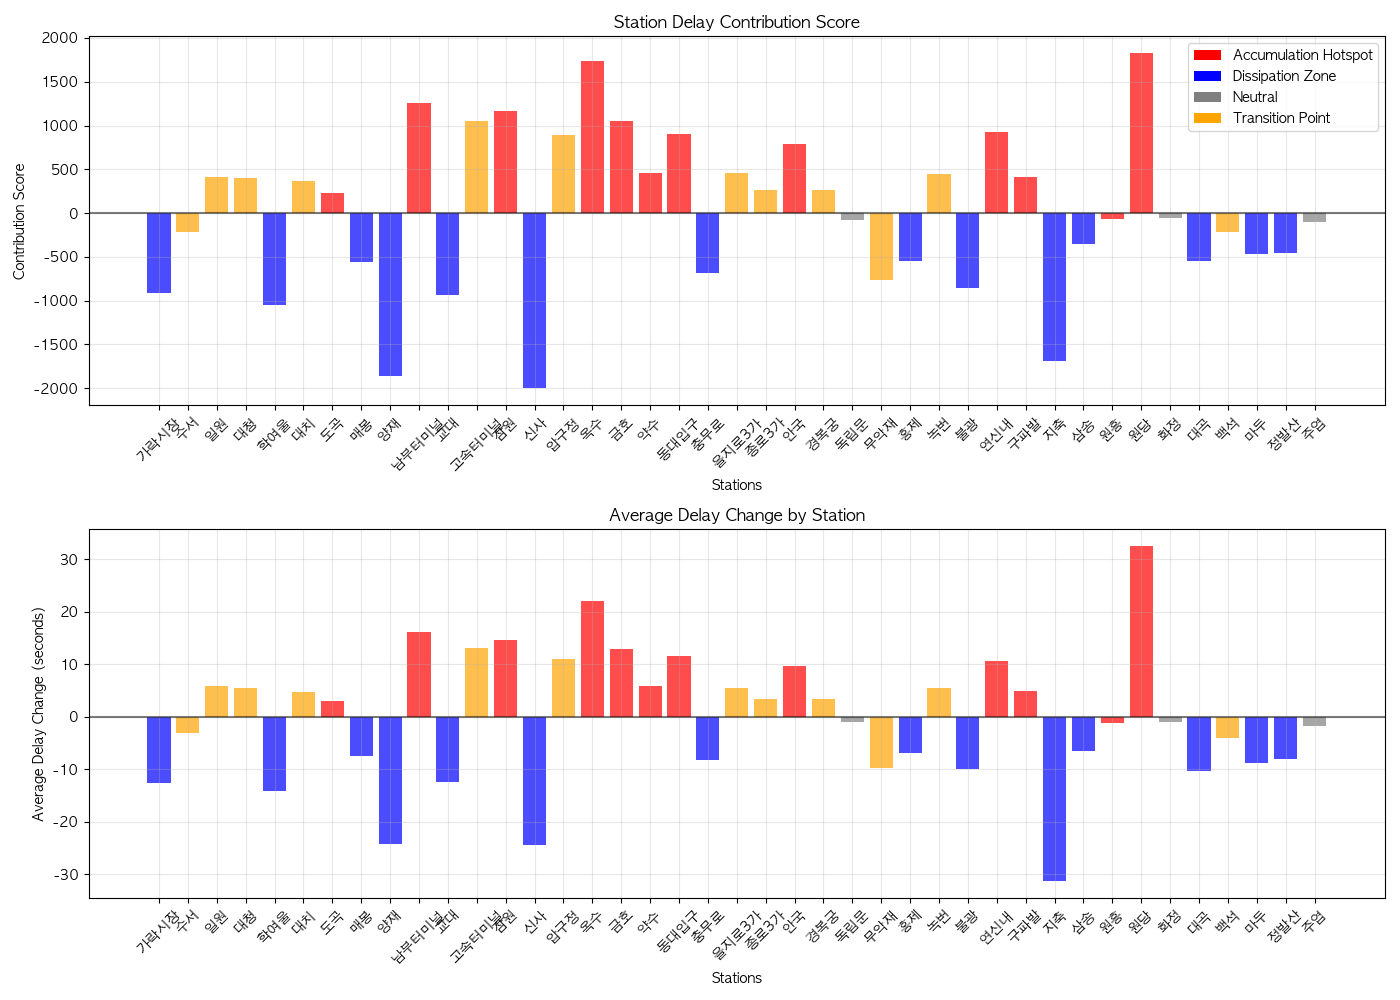 Station Delay Contribution Score
2000
1500
1000
500
0
-500
-1000
-1500
-2000
Contribution Score
Accumulation Hotspot
Dissipation Zone
Neutral
Transition Point
가락시장
수서
일원
대청
학여울
대치
도곡
매봉
양재
남부터미널
교대
고속터미널
잠원
신사
압구정
옥수
금호
약수
동대입구
충무로
을지로3가
종로3가
안국
경복궁
독립문
무악재
홍제
녹번
불광
연신내
구파발
지축
삼송
원흥
원당
화정
대곡
백석
마두
정발산
주엽
Stations
Average Delay Change by Station
30
20
10
0
-10
-20
-30
Average Delay Change (seconds)
가락시장
수서
일원
대청
학여울
대치
도곡
매봉
양재
남부터미널
교대
고속터미널
잠원
신사
압구정
옥수
금호
약수
동대입구
충무로
을지로3가
종로3가
안국
경복궁
독립문
무악재
홍제
녹번
불광
연신내
구파발
지축
삼송
원흥
원당
화정
대곡
백석
마두
정발산
주엽
Stations